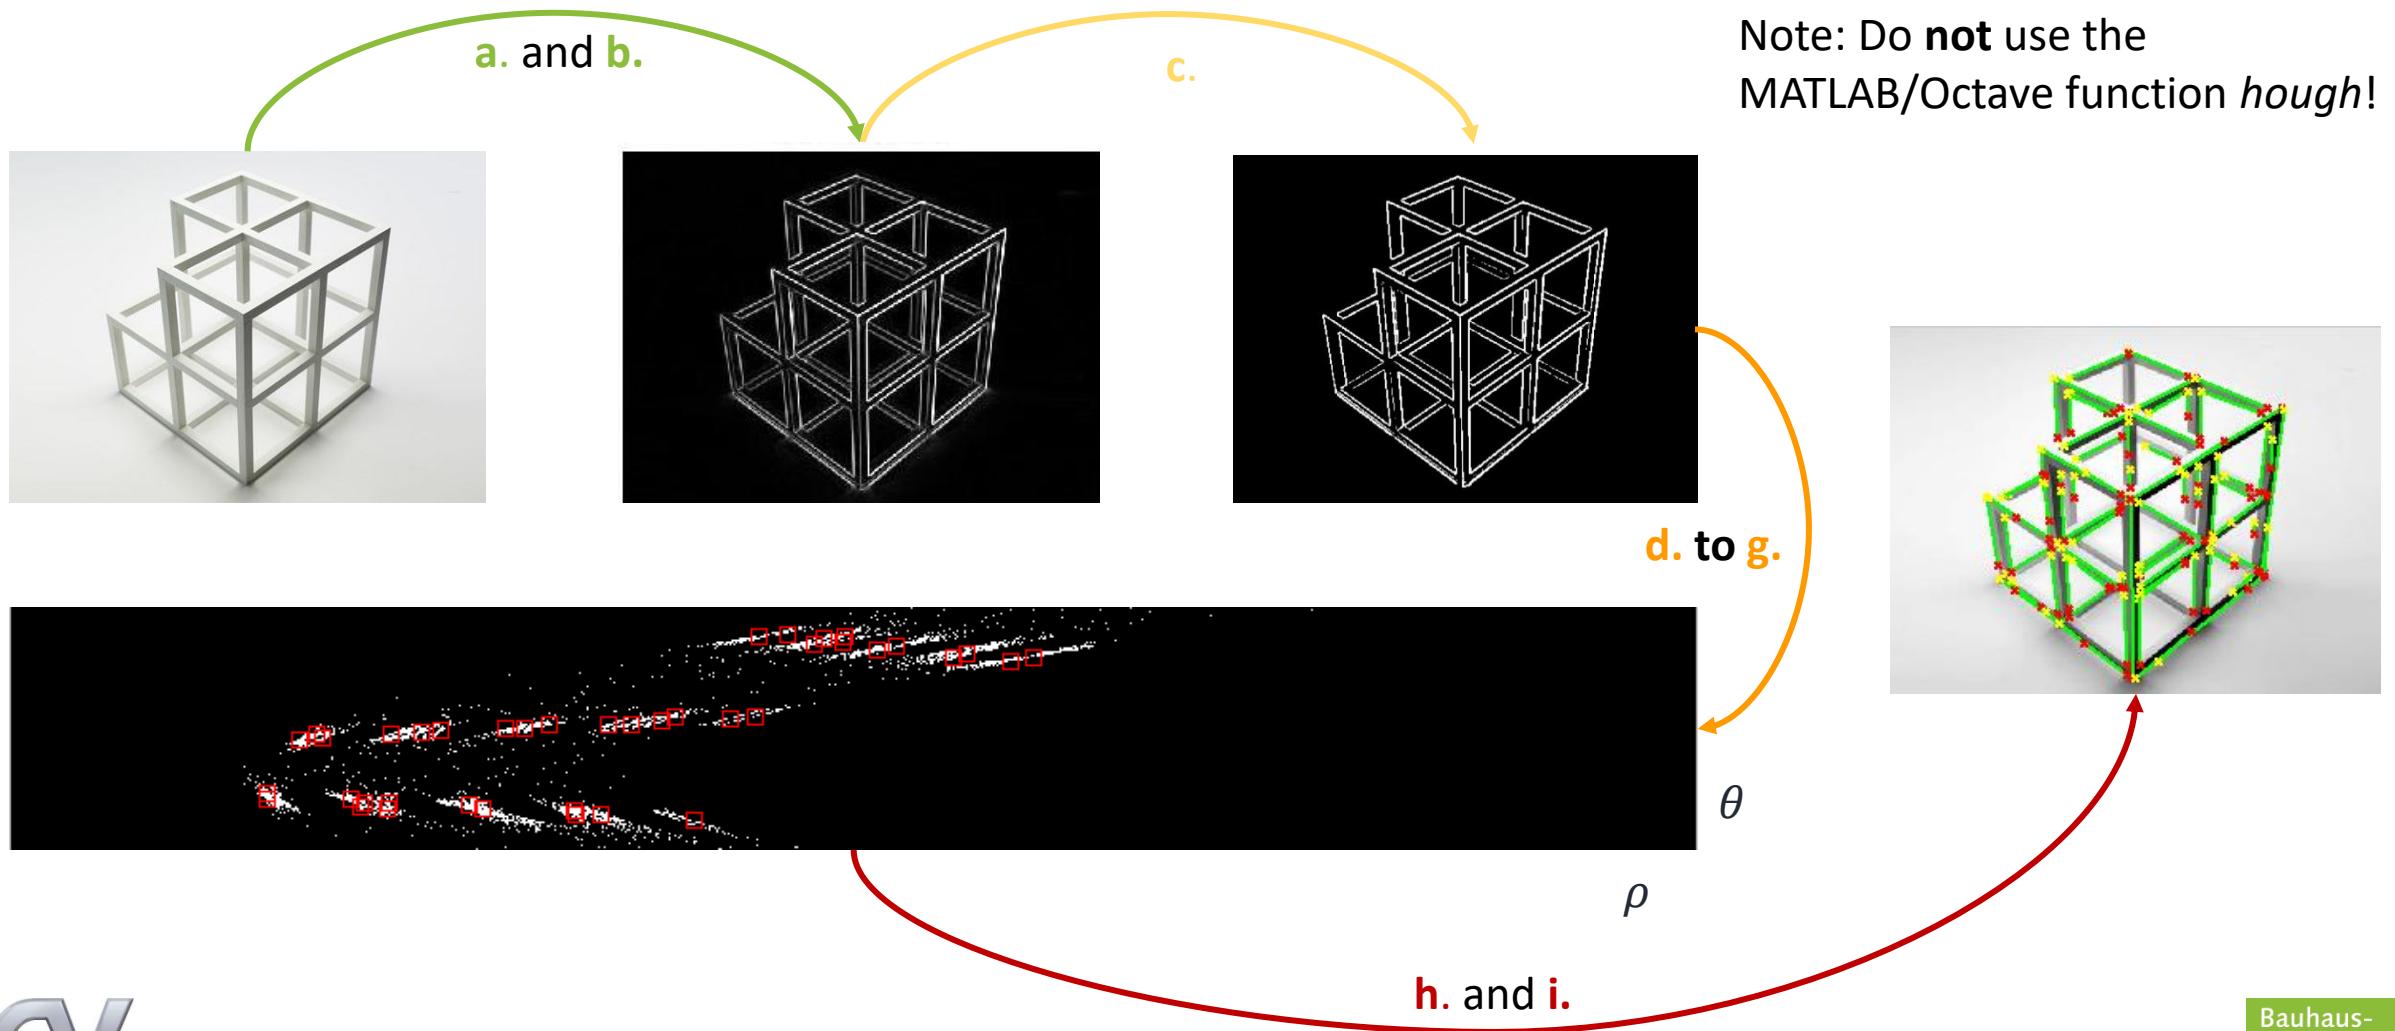 a. and b.
c.
Note: Do not use the
MATLAB/Octave function hough!
d. to g.
θ
ρ
h. and i.
Bauhaus-